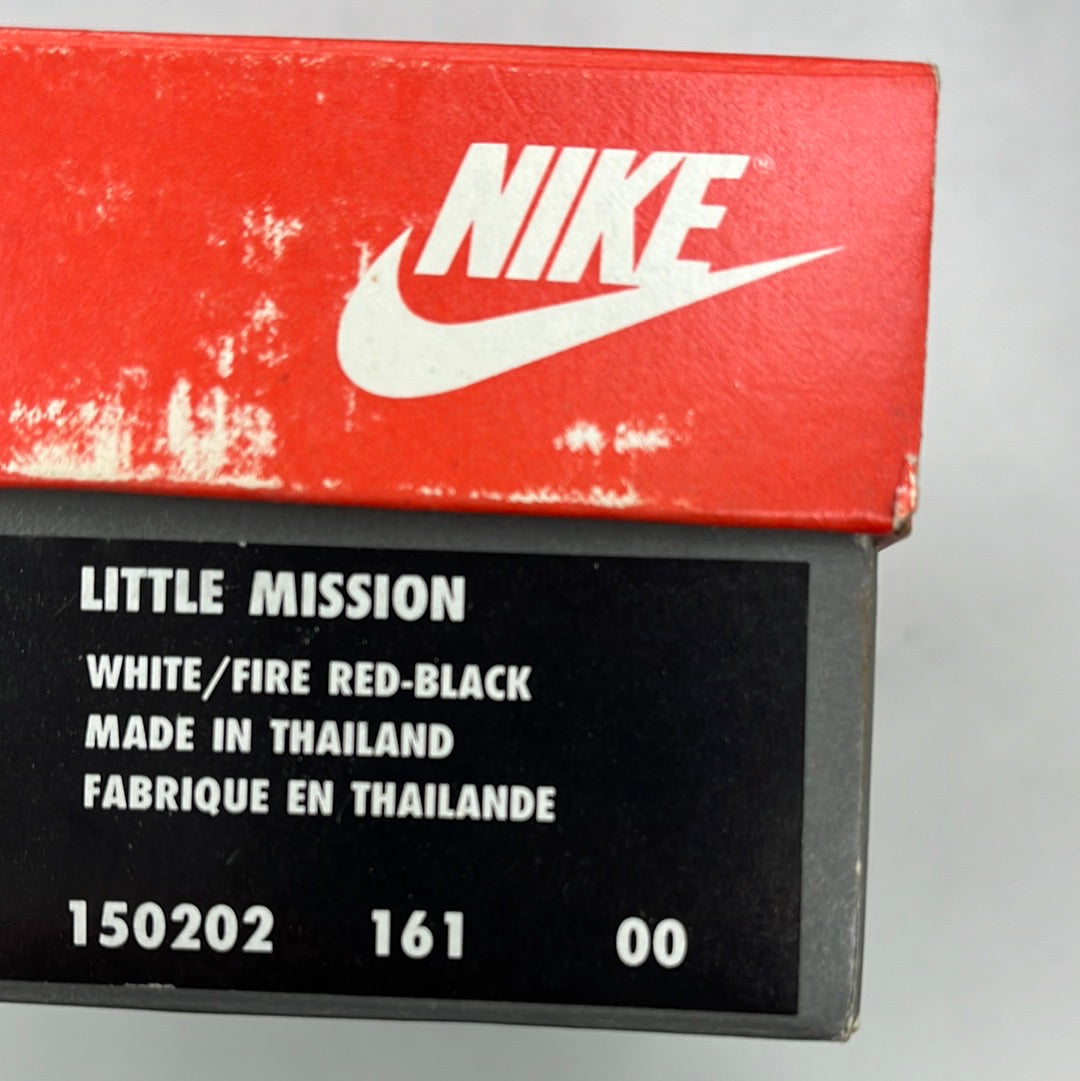 NIKE®
LITTLE MISSION
WHITE/FIRE RED-BLACK
MADE IN THAILAND
FABRIQUE EN THAILANDE
150202 161 00